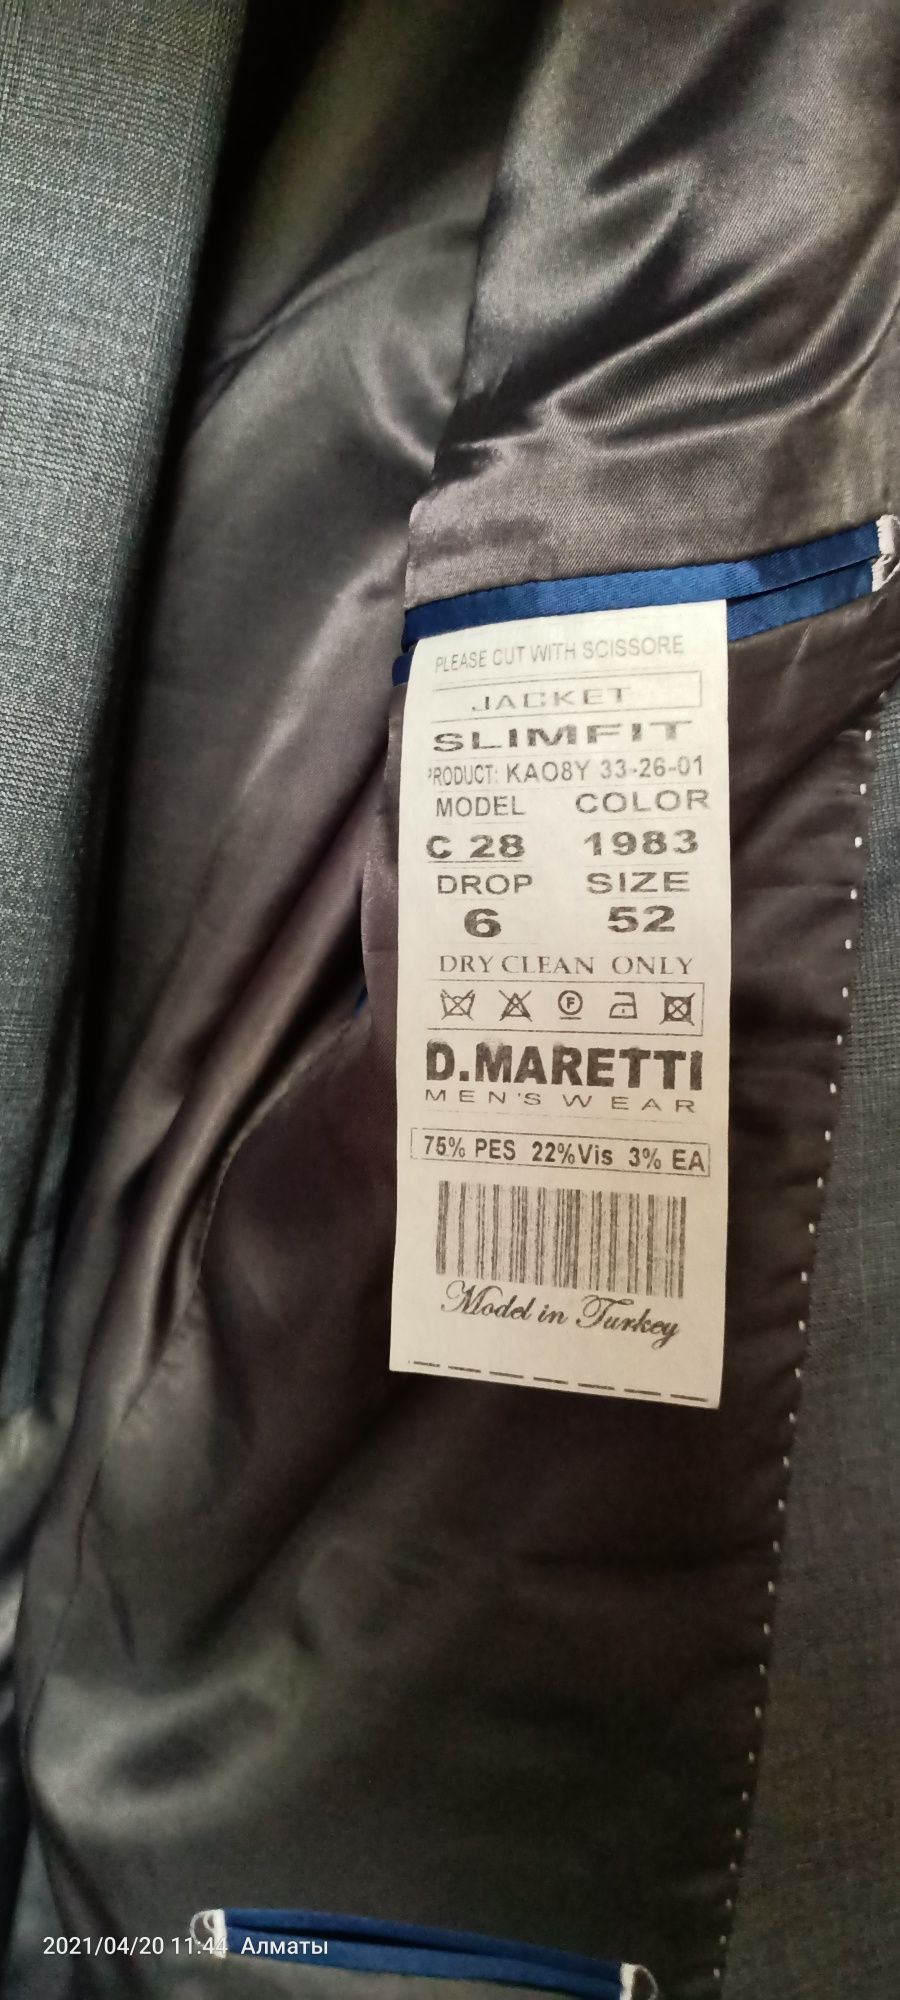 PLEASE CUT WITH SCISSORE
JACKET
SLIMFIT
PRODUCT: KAO8Y 33-26-01
MODEL COLOR
C 28 1983
DROP SIZE
6 52
DRY CLEAN ONLY
F
D.MARETTI
MEN'S WEAR
75% PES 22%Vis 3% EA
Model in Turkey
2021/04/20 11:44 Алматы